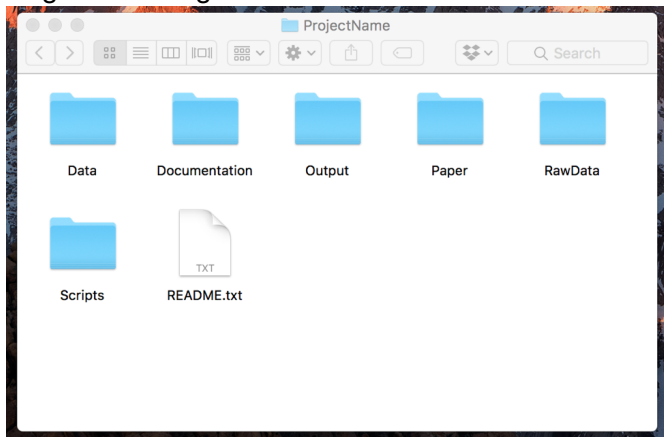 ProjectName
Search
Data Documentation Output Paper RawData
TXT
Scripts README.txt